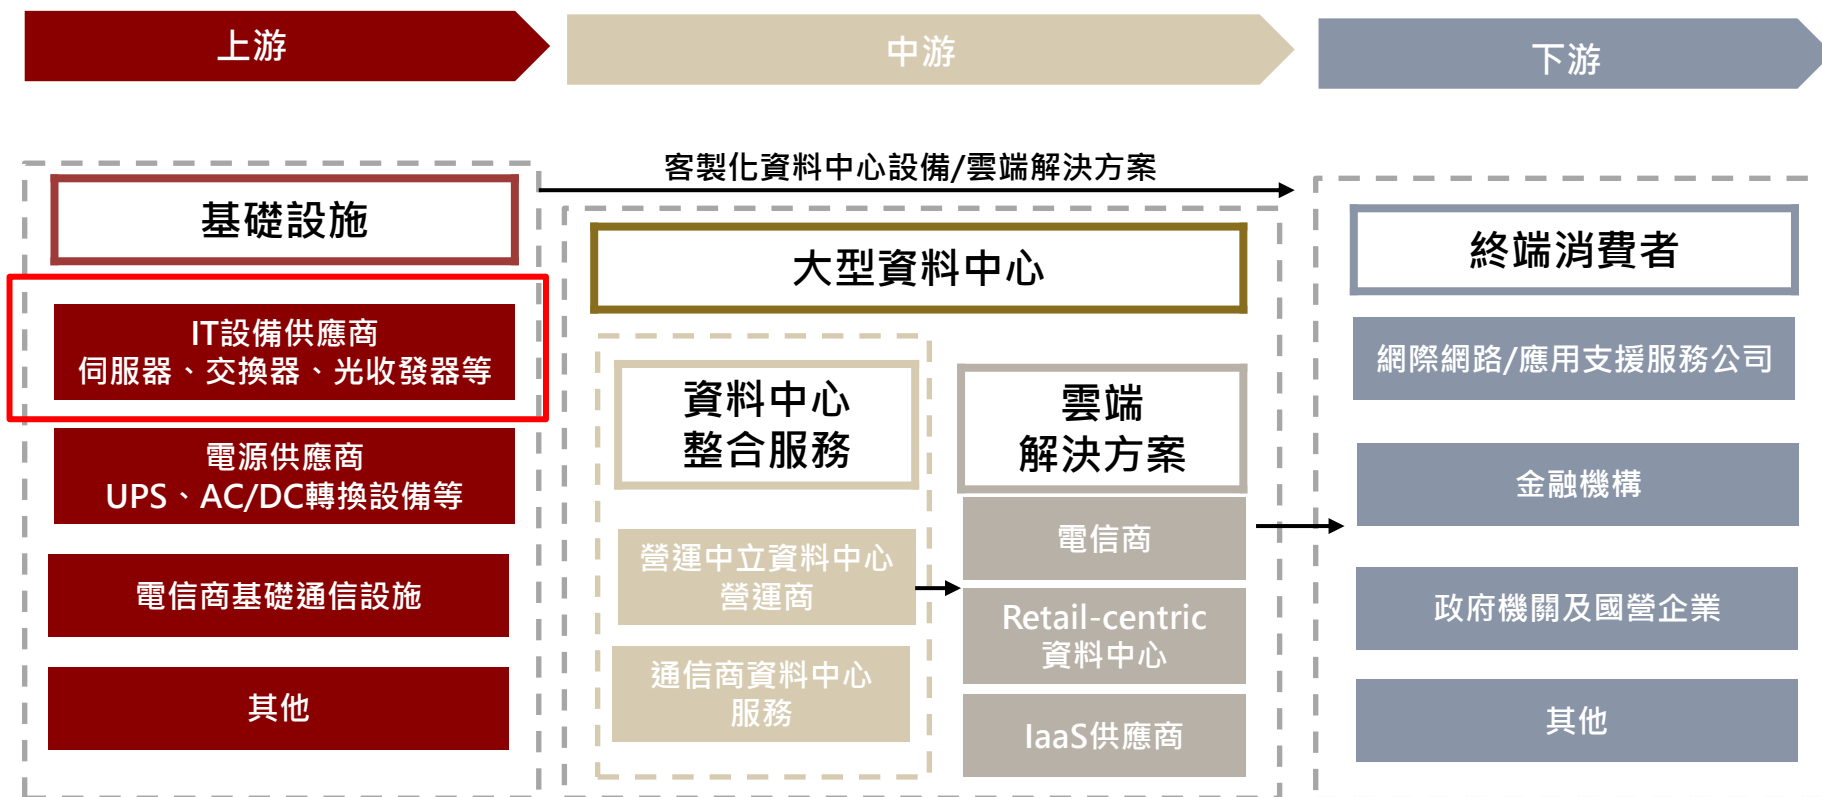 上游
中游
下游
客製化資料中心設備/雲端解決方案
基礎設施
IT設備供應商
伺服器、交換器、光收發器等
電源供應商
UPS、AC/DC轉換設備等
電信商基礎通信設施
其他
大型資料中心
資料中心
整合服務
營運中立資料中心
營運商
通信商資料中心
服務
雲端
解決方案
電信商
Retail-centric
資料中心
IaaS供應商
終端消費者
網際網路/應用支援服務公司
金融機構
政府機關及國營企業
其他